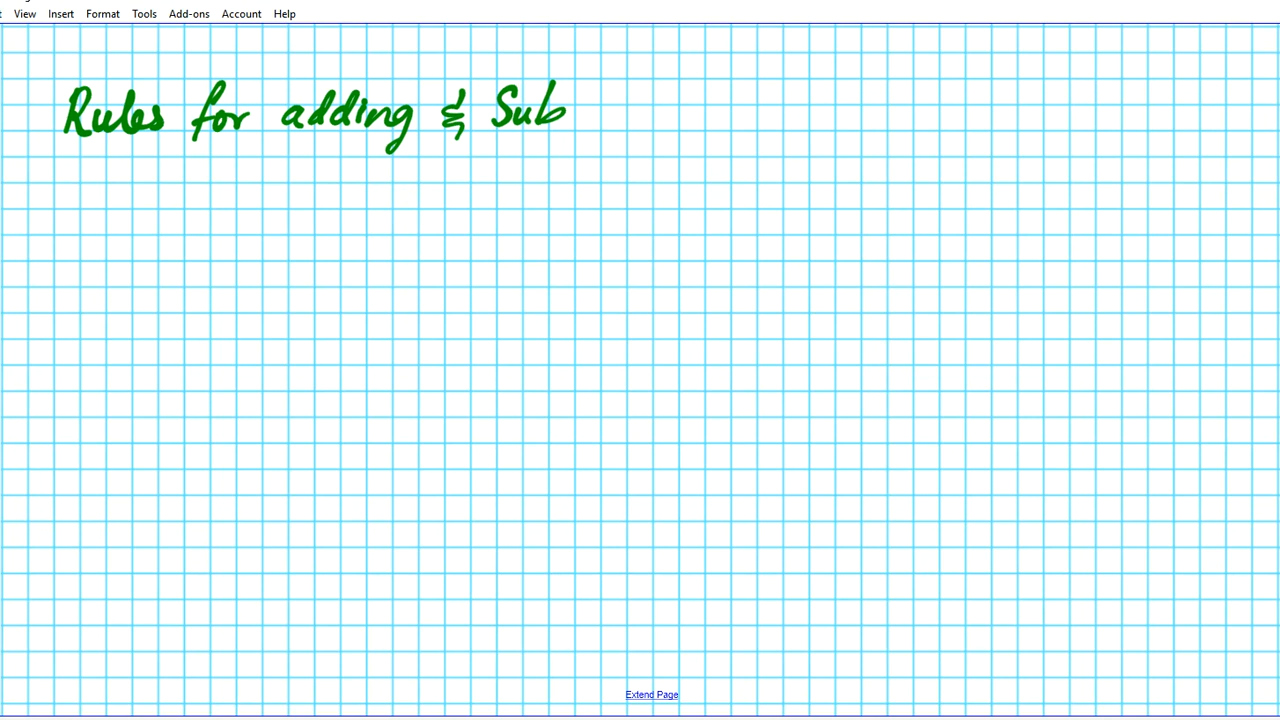 View Insert Format Tools Add-ons Account Help
Rules for adding & Sub
Extend Page